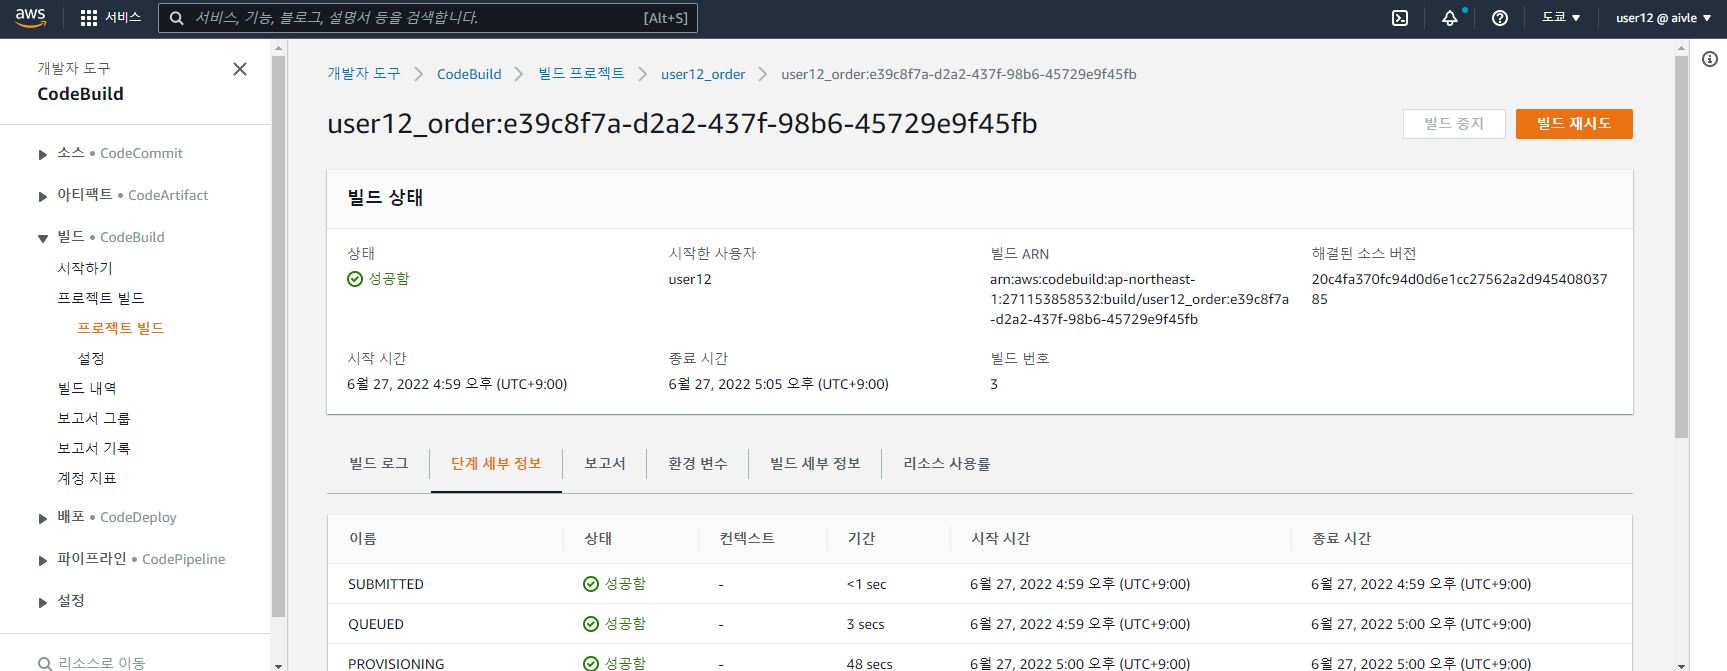 aws
서비스
서비스, 기능, 블로그, 설명서 등을 검색합니다.
[Alt+S]
도쿄 ▼
user12 @ aivle ▼
개발자 도구
CodeBuild
소스 • CodeCommit
아티팩트 • CodeArtifact
빌드 • CodeBuild
시작하기
프로젝트 빌드
프로젝트 빌드
설정
빌드 내역
보고서 그룹
보고서 기록
계정 지표
배포 • CodeDeploy
파이프라인 • CodePipeline
설정
리소스로 이동
개발자 도구 > CodeBuild > 빌드 프로젝트 > user12_order > user12_order:e39c8f7a-d2a2-437f-98b6-45729e9f45fb
user12_order:e39c8f7a-d2a2-437f-98b6-45729e9f45fb
빌드 중지
빌드 재시도
빌드 상태
상태
성공함
시작한 사용자
user12
빌드 ARN
arn:aws:codebuild:ap-northeast-
1:271153858532:build/user12_order:e39c8f7a
-d2a2-437f-98b6-45729e9f45fb
해결된 소스 버전
20c4fa370fc94d0d6e1cc27562a2d945408037
85
시작 시간
6월 27, 2022 4:59 오후 (UTC+9:00)
종료 시간
6월 27, 2022 5:05 오후 (UTC+9:00)
빌드 번호
3
빌드 로그
단계 세부 정보
보고서
환경 변수
빌드 세부 정보
리소스 사용률
이름 상태 컨텍스트 기간 시작 시간 종료 시간
SUBMITTED 성공함 - <1 sec 6월 27, 2022 4:59 오후 (UTC+9:00) 6월 27, 2022 4:59 오후 (UTC+9:00)
QUEUED 성공함 - 3 secs 6월 27, 2022 4:59 오후 (UTC+9:00) 6월 27, 2022 5:00 오후 (UTC+9:00)
PROVISIONING 성공함 - 48 secs 6월 27, 2022 5:00 오후 (UTC+9:00) 6월 27, 2022 5:00 오후 (UTC+9:00)